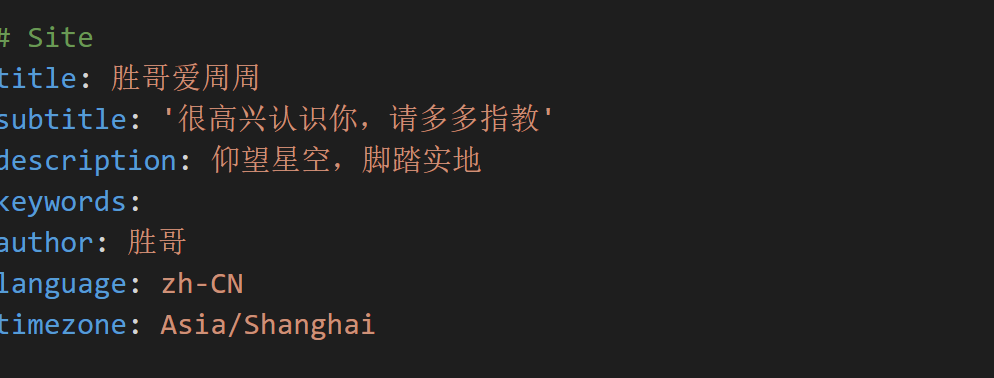 # Site
title: 胜哥爱周周
subtitle: '很高兴认识你，请多多指教'
description: 仰望星空，脚踏实地
keywords:
author: 胜哥
language: zh-CN
timezone: Asia/Shanghai